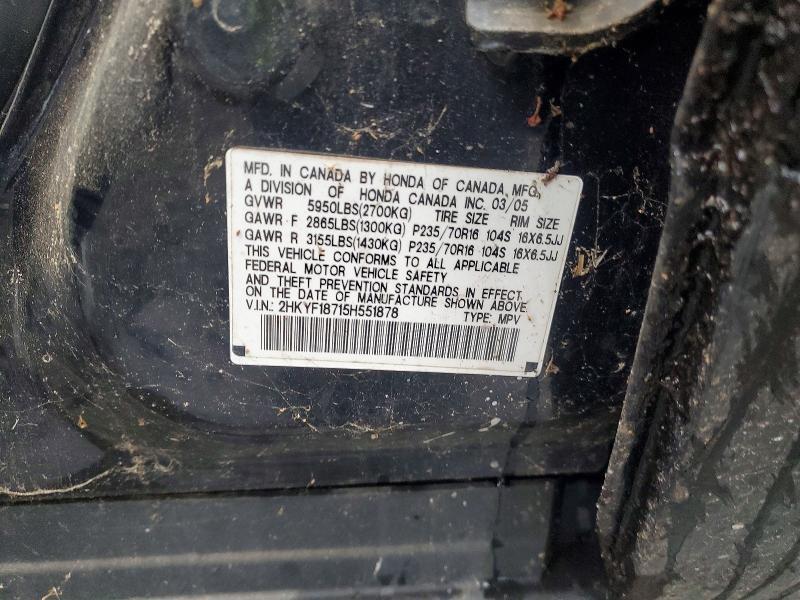 MFD. IN CANADA BY HONDA OF CANADA MFG,
A DIVISION OF HONDA CANADA INC. 03/05
GVWR 5950LBS(2700KG) TIRE SIZE RIM SIZE
GAWR F 2865LBS(1300KG) P235/70R16 104S 16X6.5JJ
GAWR R 3155LBS(1430KG) P235/70R16 104S 16X6.5JJ
THIS VEHICLE CONFORMS TO ALL APPLICABLE
FEDERAL MOTOR VEHICLE SAFETY
AND THEFT PREVENTION STANDARDS IN EFFECT
ON THE DATE OF MANUFACTURE SHOWN ABOVE.
V.I.N.: 2HKYF18715H551878 TYPE: MPV